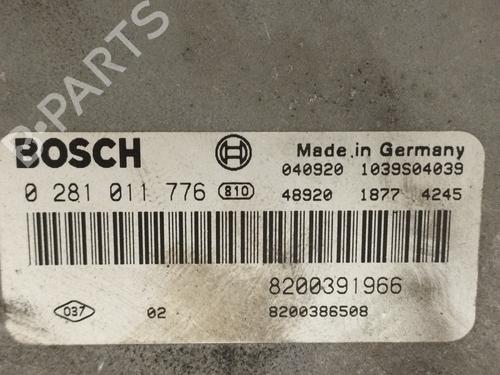 B-PARTS
BOSCH Made in Germany
040920 1039S04039
0 281 011 776 810 48920 1877 4245
8200391966
037 02 8200386508